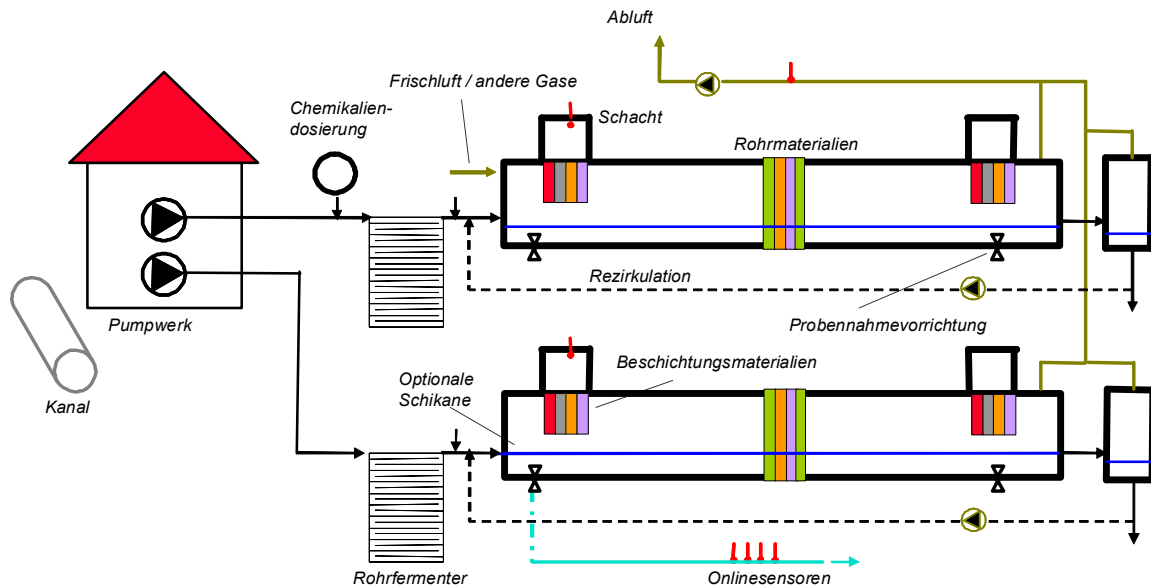 Abluft
Frischluft / andere Gase
Chemikalien-
dosierung
Schacht
Rohrmaterialien
Rezirkulation
Pumpwerk
Probennahmevorrichtung
Beschichtungsmaterialien
Optionale
Schikane
Kanal
Rohrfermenter
Onlinesensoren